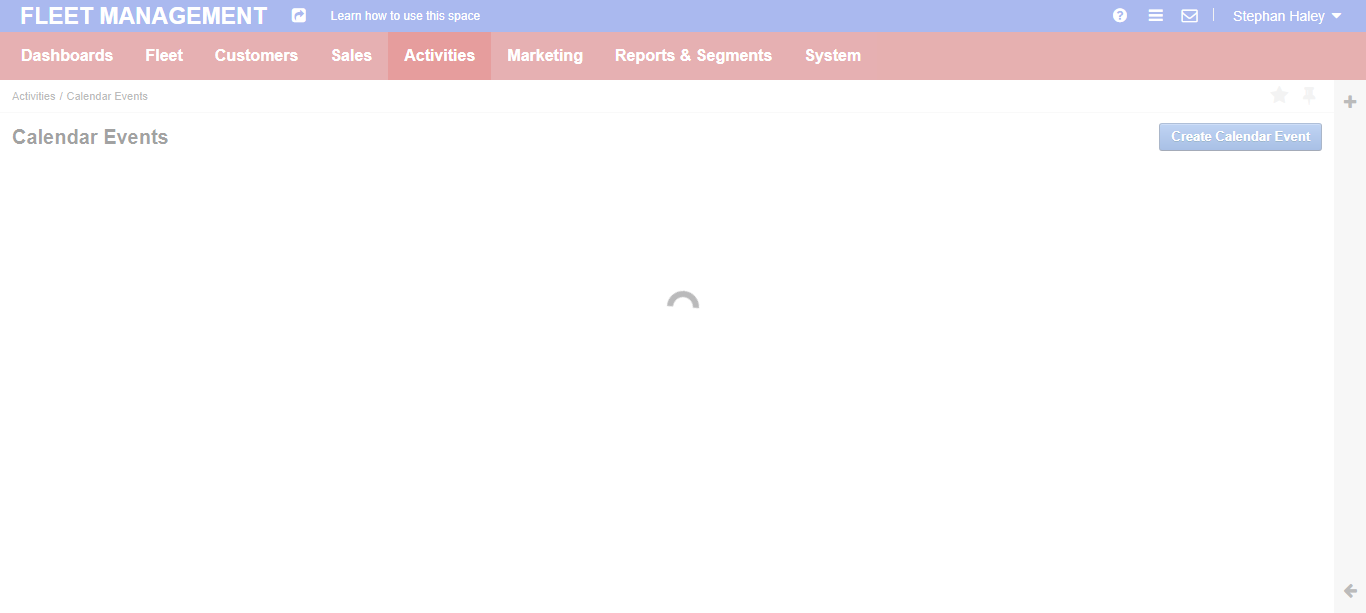 FLEET MANAGEMENT Learn how to use this space Stephan Haley
Dashboards Fleet Customers Sales Activities Marketing Reports & Segments System
Activities / Calendar Events
Calendar Events Create Calendar Event